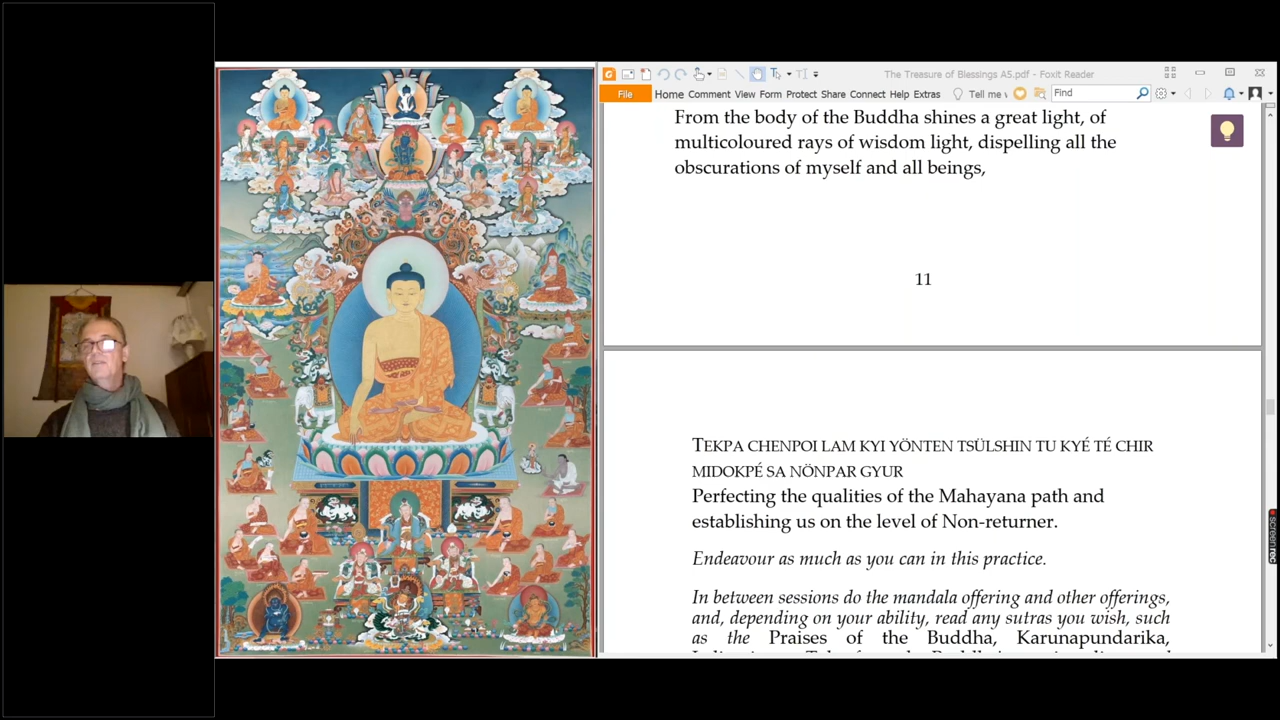 The Treasure of Blessings A5.pdf - Foxit Reader
File Home Comment View Form Protect Share Connect Help Extras Tell me Find
From the body of the Buddha shines a great light, of
multicoloured rays of wisdom light, dispelling all the
obscurations of myself and all beings,
11
TEKPA CHENPOI LAM KYI YÖNTEN TSÜLSHIN TU KYÉ TÉ CHIR
MIDOKPÉ SA NÖNPAR GYUR
Perfecting the qualities of the Mahayana path and
establishing us on the level of Non-returner.
Endeavour as much as you can in this practice.
In between sessions do the mandala offering and other offerings,
and, depending on your ability, read any sutras you wish, such
as the Praises of the Buddha, Karunapundarika,
screenrec